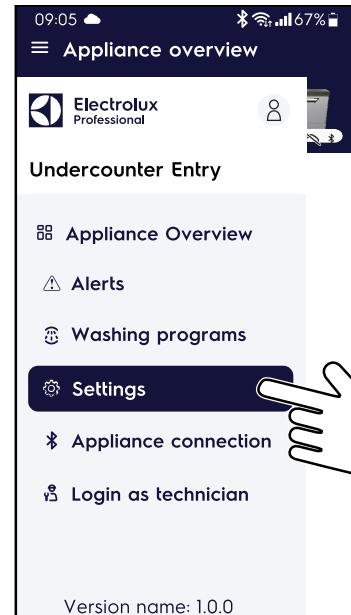 09:05 67%
Appliance overview
Electrolux
Professional
Undercounter Entry
Appliance Overview
Alerts
Washing programs
Settings
Appliance connection
Login as technician
Version name: 1.0.0